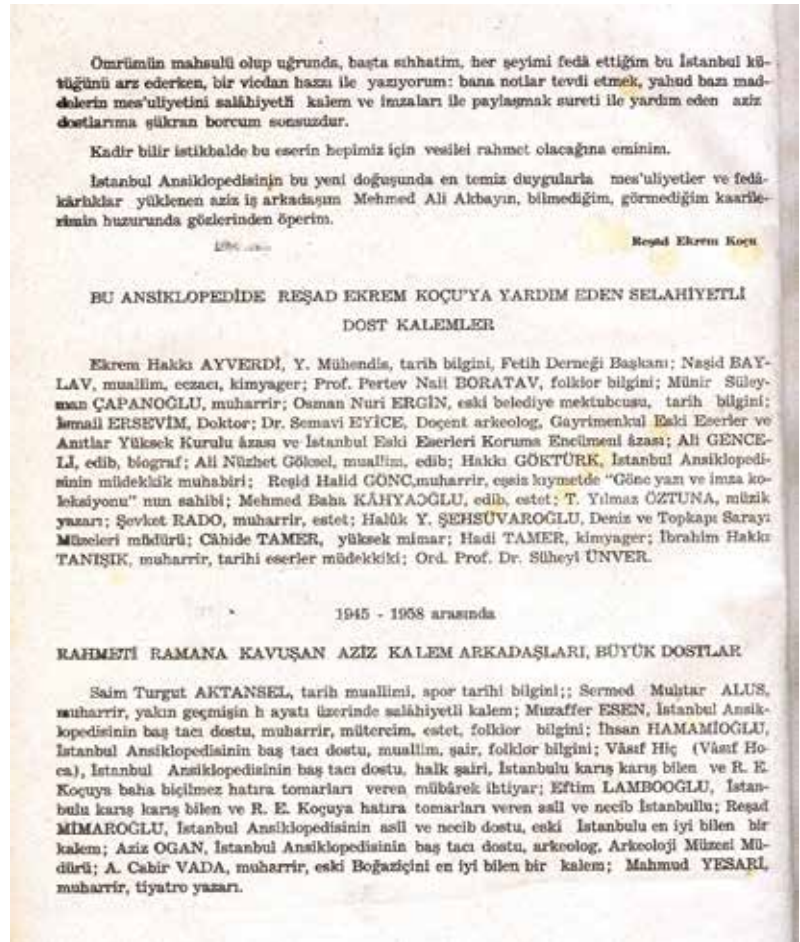 Ömrümün mahsulü olup uğrunda, başta sıhhatim, her şeyimi fedâ ettiğim bu İstanbul kü-
tüğünü arz ederken, bir vicdan hazzı ile yazıyorum: bana notlar tevdi etmek, yahud bazı mad-
delerin mes'uliyetini salâhiyetli kalem ve imzaları ile paylaşmak sureti ile yardım eden aziz
dostlarıma şükran borcum sonsuzdur.
Kadir bilir istikbalde bu eserin hepimiz için vesilei rahmet olacağına eminim.
İstanbul Ansiklopedisinin bu yeni doğuşunda en temiz duygularla mes'uliyetler ve fedâ-
kârlıklar yüklenen aziz iş arkadaşım Mehmed Ali Akbayın, bilmediğim, görmediğim kaarile-
rimin huzurunda gözlerinden öperim.
Reşad Ekrem Koçu
BU ANSİKLOPEDİDE REŞAD EKREM KOÇU'YA YARDIM EDEN SELAHİYETLİ
DOST KALEMLER
Ekrem Hakkı AYVERDİ, Y. Mühendis, tarih bilgini, Fetih Derneği Başkanı; Naşid BAY-
LAV, muallim, eczacı, kimyager; Prof. Pertev Naili BORATAV, folklor bilgini; Münir Süley-
man ÇAPANOĞLU, muharrir; Osman Nuri ERGİN, eski belediye mektubcusu, tarih bilgini;
İsmail ERSEVİM, Doktor; Dr. Semavi EYİCE, Doçent arkeolog, Gayrimenkul Eski Eserler ve
Anıtlar Yüksek Kurulu âzası ve İstanbul Eski Eserleri Koruma Encümeni âzası; Ali GENCE-
Lİ, edib, biograf; Ali Nüzhet Göksel, muallim, edib; Hakkı GÖKTÜRK, İstanbul Ansiklopedi-
sinin müdekkik muhabiri; Reşid Halid GÖNC,muharrir, eşsiz kıymetde "Gönc yazı ve imza ko-
leksiyonu" nun sahibi; Mehmed Baha KÂHYAOĞLU, edib, estet; T. Yılmaz ÖZTUNA, müzik
yazarı; Şevket RADO, muharrir, estet; Halûk Y. ŞEHSÜVAROĞLU, Deniz ve Topkapı Sarayı
Müzeleri müdürü; Câhide TAMER, yüksek mimar; Hadi TAMER, kimyager; İbrahim Hakkı
TANIŞIK, muharrir, tarihi eserler müdekkiki; Ord. Prof. Dr. Süheyl ÜNVER.
1945 - 1958 arasında
RAHMETİ RAMANA KAVUŞAN AZİZ KALEM ARKADAŞLARI, BÜYÜK DOSTLAR
Saim Turgut AKTANSEL, tarih muallimi, spor tarihi bilgini;; Sermed Muhtar ALUS,
muharrir, yakın geçmişin h ayatı üzerinde salâhiyetli kalem; Muzaffer ESEN, İstanbul Ansik-
lopedisinin baş tacı dostu, muharrir, mütercim, estet, folklor bilgini; İhsan HAMAMİOĞLU,
İstanbul Ansiklopedisinin baş tacı dostu, muallim, şair, folklor bilgini; Vâsıf Hiç (Vâsıf Ho-
ca), İstanbul Ansiklopedisinin baş tacı dostu, halk şairi, İstanbulu karış karış bilen ve R. E.
Koçuya baha biçilmez hatıra tomarları veren mübârek ihtiyar; Eftim LAMBOOĞLU, İstan-
bulu karış karış bilen ve R. E. Koçuya hatıra tomarları veren asil ve necib İstanbullu; Reşad
MİMAROĞLU, İstanbul Ansiklopedisinin asil ve necib dostu, eski İstanbulu en iyi bilen bir
kalem; Aziz OGAN, İstanbul Ansiklopedisinin baş tacı dostu, arkeolog, Arkeoloji Müzesi Mü-
dürü; A. Cabir VADA, muharrir, eski Boğaziçini en iyi bilen bir kalem; Mahmud YESARİ,
muharrir, tiyatro yazarı.